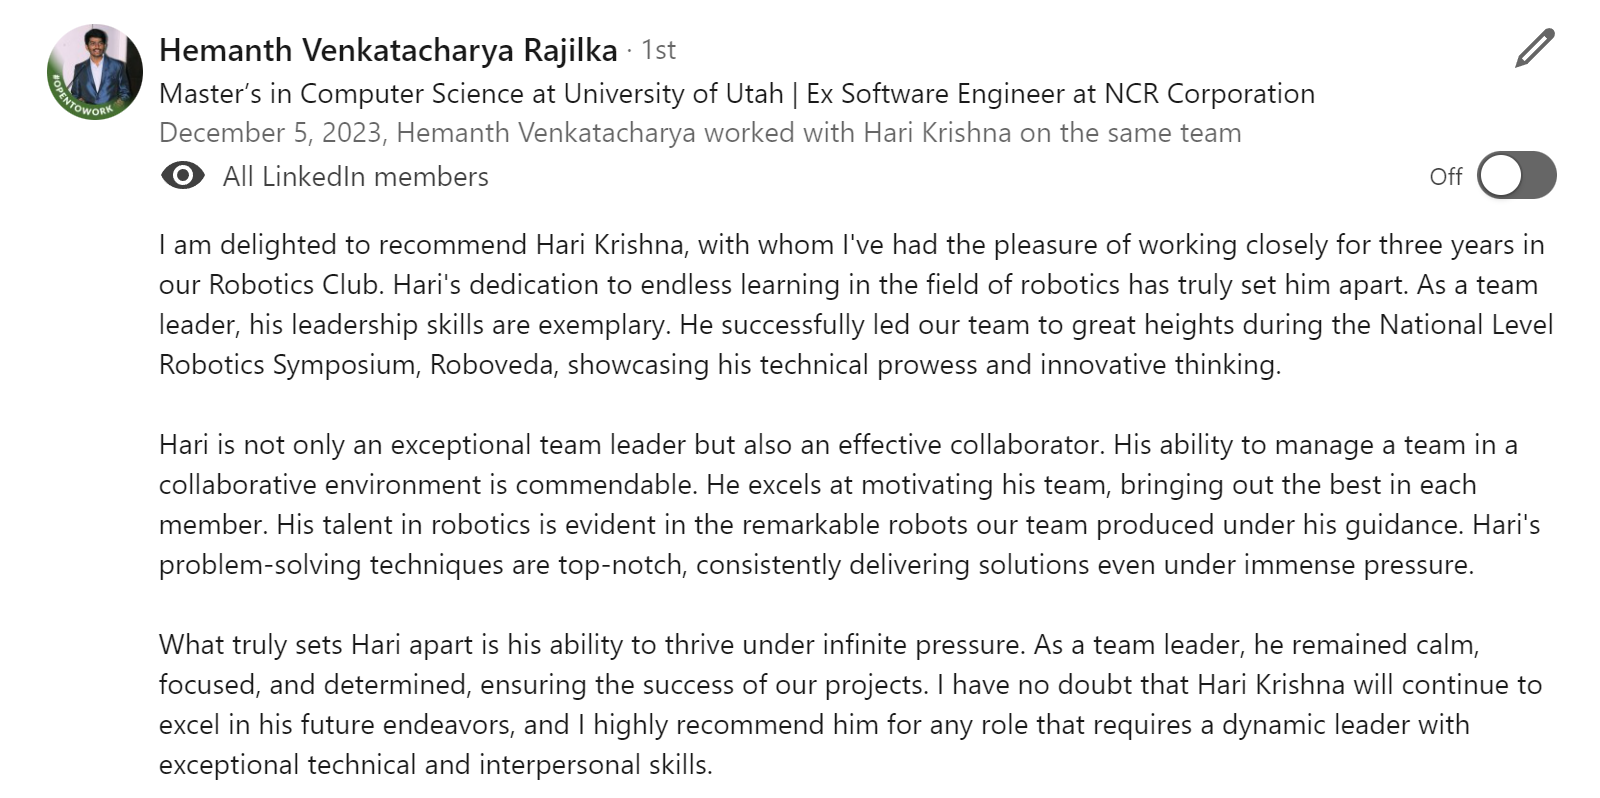 Hemanth Venkatacharya Rajilka · 1st
Master’s in Computer Science at University of Utah | Ex Software Engineer at NCR Corporation
December 5, 2023, Hemanth Venkatacharya worked with Hari Krishna on the same team
All LinkedIn members
Off
#OPENTOWORK
I am delighted to recommend Hari Krishna, with whom I've had the pleasure of working closely for three years in
our Robotics Club. Hari's dedication to endless learning in the field of robotics has truly set him apart. As a team
leader, his leadership skills are exemplary. He successfully led our team to great heights during the National Level
Robotics Symposium, Roboveda, showcasing his technical prowess and innovative thinking.
Hari is not only an exceptional team leader but also an effective collaborator. His ability to manage a team in a
collaborative environment is commendable. He excels at motivating his team, bringing out the best in each
member. His talent in robotics is evident in the remarkable robots our team produced under his guidance. Hari's
problem-solving techniques are top-notch, consistently delivering solutions even under immense pressure.
What truly sets Hari apart is his ability to thrive under infinite pressure. As a team leader, he remained calm,
focused, and determined, ensuring the success of our projects. I have no doubt that Hari Krishna will continue to
excel in his future endeavors, and I highly recommend him for any role that requires a dynamic leader with
exceptional technical and interpersonal skills.